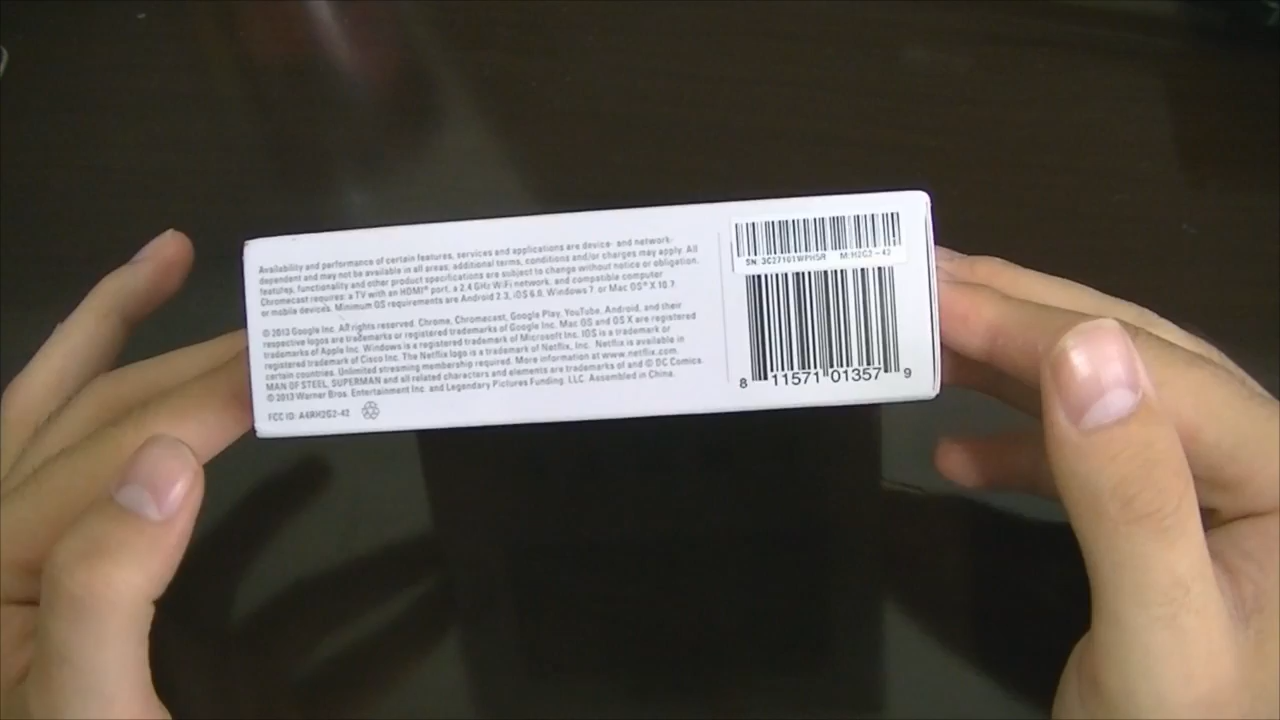 Availability and performance of certain features, services and applications are device- and network-
dependent and may not be available in all areas; additional terms, conditions and/or charges may apply. All
features, functionality and other product specifications are subject to change without notice or obligation.
Chromecast requires: a TV with an HDMI® port, a 2.4 GHz WiFi network, and compatible computer
or mobile devices. Minimum OS requirements are Android 2.3, iOS 6.0, Windows 7, or Mac OS® X 10.7.
© 2013 Google Inc. All rights reserved. Chrome, Chromecast, Google Play, YouTube, Android, and their
respective logos are trademarks or registered trademarks of Google Inc. Mac OS and OS X are registered
trademarks of Apple Inc. Windows is a registered trademark of Microsoft Inc. IOS is a trademark or
registered trademark of Cisco Inc. The Netflix logo is a trademark of Netflix, Inc. Netflix is available in
certain countries. Unlimited streaming membership required. More information at www.netflix.com.
MAN OF STEEL, SUPERMAN and all related characters and elements are trademarks of and © DC Comics.
© 2013 Warner Bros. Entertainment Inc. and Legendary Pictures Funding, LLC. Assembled in China.
FCC ID: A4RH2G2-42
SN: 3C27101WPHSR M:H2G2-42
8 11571 01357 9